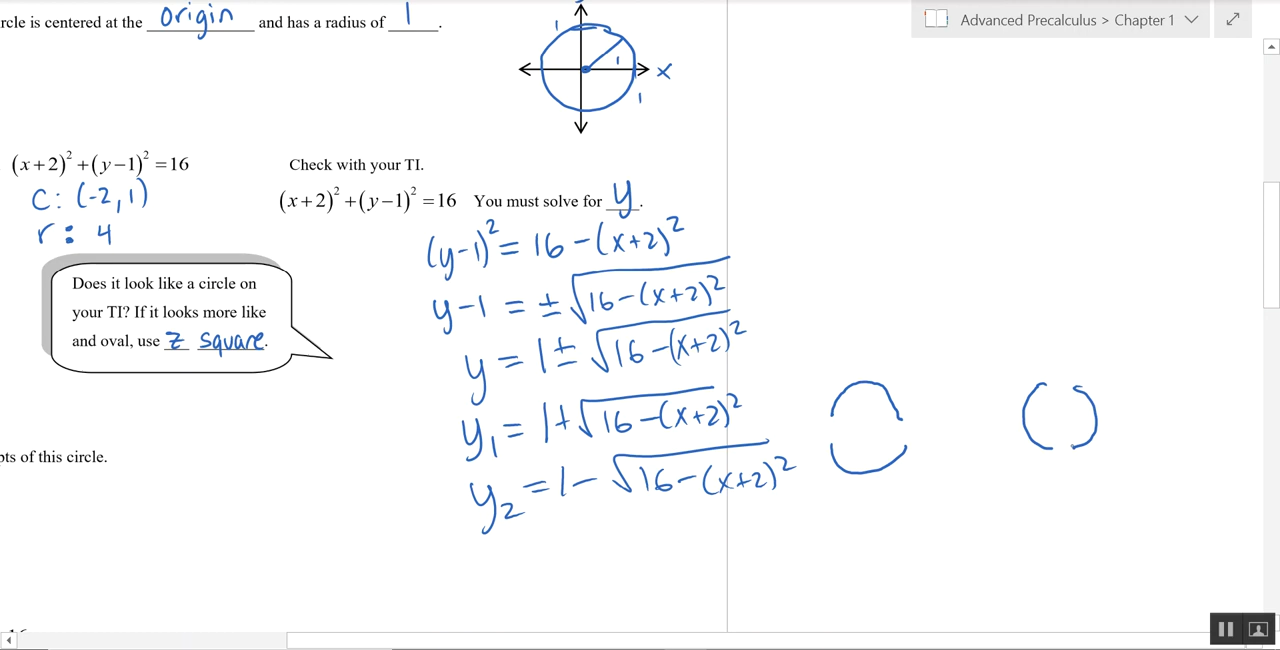 rcle is centered at the origin and has a radius of 1.
Advanced Precalculus > Chapter 1
1
1
x
1
(x+2)² + (y−1)² = 16
C: (-2, 1)
r: 4
Check with your TI.
(x+2)² + (y−1)² = 16 You must solve for y.
(y-1)² = 16 - (x+2)²
y-1 = ± √16-(x+2)²
y = 1 ± √16-(x+2)²
y₁ = 1+√16-(x+2)²
y₂ = 1- √16-(x+2)²
Does it look like a circle on
your TI? If it looks more like
and oval, use Z square.
pts of this circle.